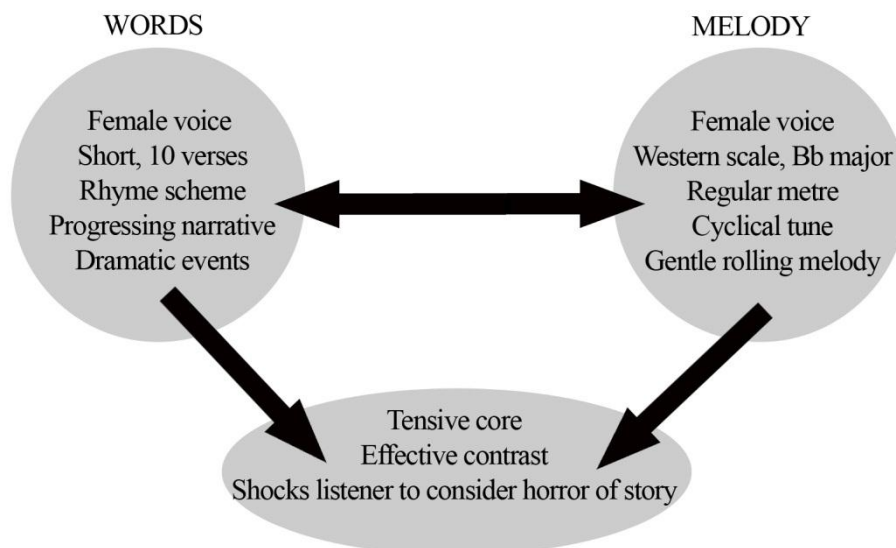 WORDS
Female voice
Short, 10 verses
Rhyme scheme
Progressing narrative
Dramatic events
MELODY
Female voice
Western scale, Bb major
Regular metre
Cyclical tune
Gentle rolling melody
Tensive core
Effective contrast
Shocks listener to consider horror of story